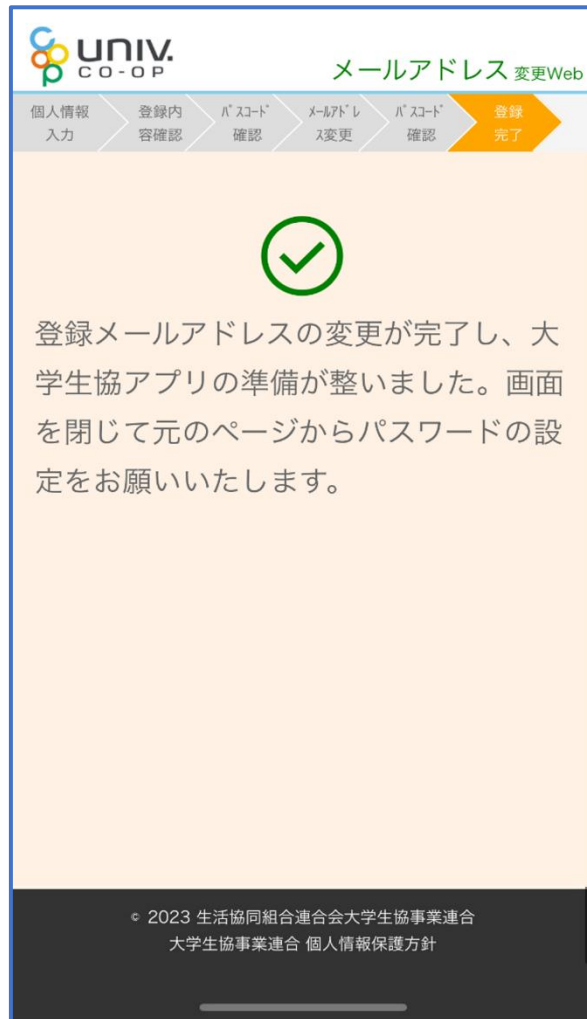 UNIV.
CO-OP
メールアドレス 変更Web
個人情報
入力
登録内
容確認
パスコード
確認
メールアドレ
ス変更
パスコード
確認
登録
完了
登録メールアドレスの変更が完了し、大
学生協アプリの準備が整いました。画面
を閉じて元のページからパスワードの設
定をお願いいたします。
© 2023 生活協同組合連合会大学生協事業連合
大学生協事業連合 個人情報保護方針